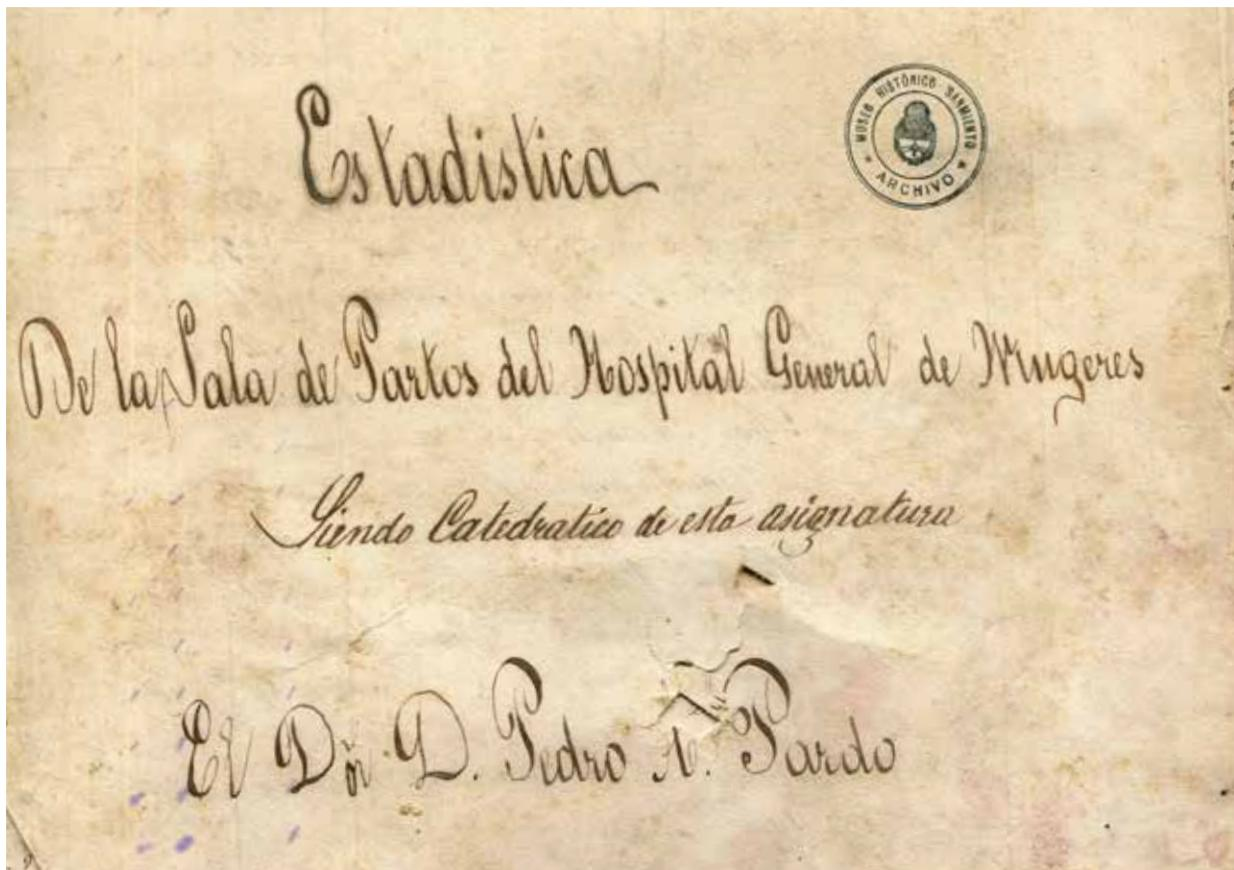 Estadistica
MUSEO HISTÓRICO SARMIENTO
★ ARCHIVO ★
De la Sala de Partos del Hospital General de Mugeres
Siendo Catedratico de esta asignatura
El Dor D. Pedro A. Pardo